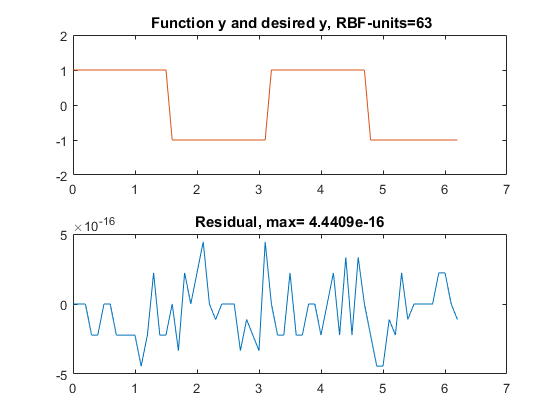 Function y and desired y, RBF-units=63
2
1
0
-1
-2
0 1 2 3 4 5 6 7
Residual, max= 4.4409e-16
×10-16
5
0
-5
0 1 2 3 4 5 6 7